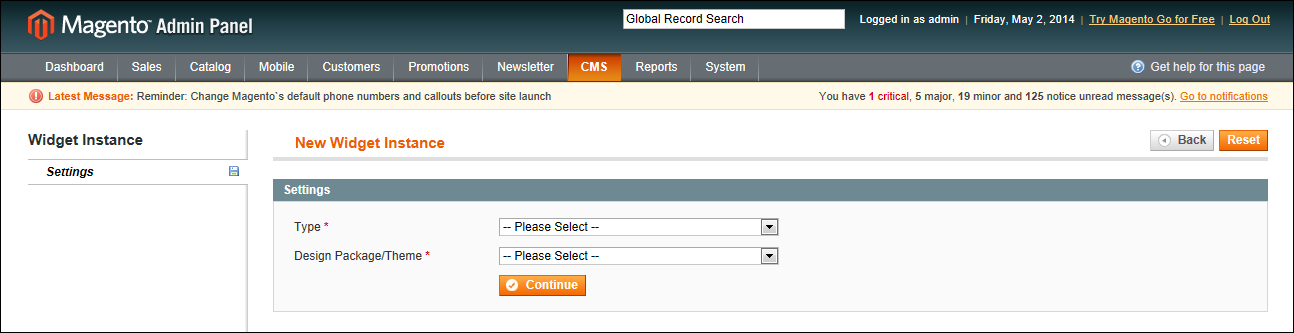 Magento™ Admin Panel
Global Record Search
Logged in as admin | Friday, May 2, 2014 | Try Magento Go for Free | Log Out
Dashboard Sales Catalog Mobile Customers Promotions Newsletter CMS Reports System Get help for this page
Latest Message: Reminder: Change Magento`s default phone numbers and callouts before site launch
You have 1 critical, 5 major, 19 minor and 125 notice unread message(s). Go to notifications
Widget Instance
Settings
New Widget Instance
Back Reset
Settings
Type * -- Please Select --
Design Package/Theme * -- Please Select --
Continue